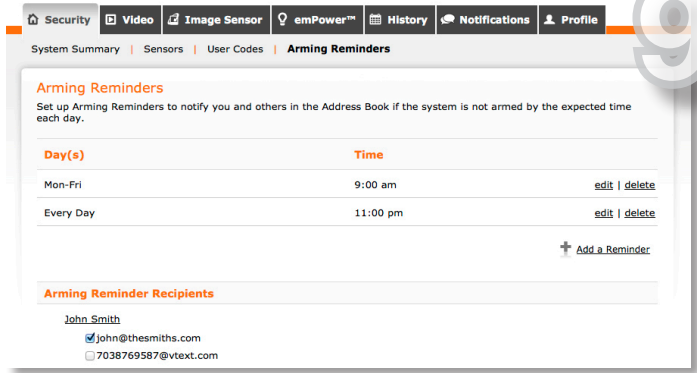 Security Video Image Sensor emPower™ History Notifications Profile
System Summary | Sensors | User Codes | Arming Reminders
9
Arming Reminders
Set up Arming Reminders to notify you and others in the Address Book if the system is not armed by the expected time
each day.
Day(s) Time
Mon-Fri 9:00 am edit | delete
Every Day 11:00 pm edit | delete
Add a Reminder
Arming Reminder Recipients
John Smith
john@thesmiths.com
7038769587@vtext.com